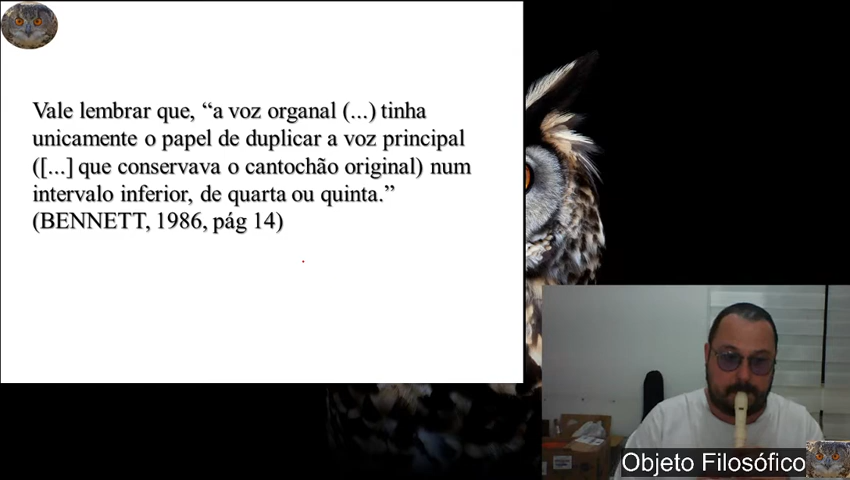 Vale lembrar que, “a voz organal (...) tinha
unicamente o papel de duplicar a voz principal
([...] que conservava o cantochão original) num
intervalo inferior, de quarta ou quinta.”
(BENNETT, 1986, pág 14)
Objeto Filosófico